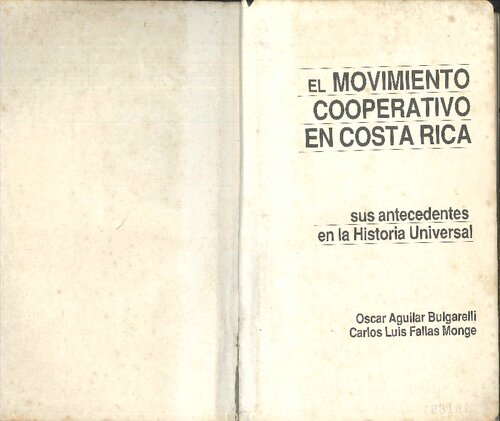 EL MOVIMIENTO
COOPERATIVO
EN COSTA RICA
sus antecedentes
en la Historia Universal
Oscar Aguilar Bulgarelli
Carlos Luis Fallas Monge